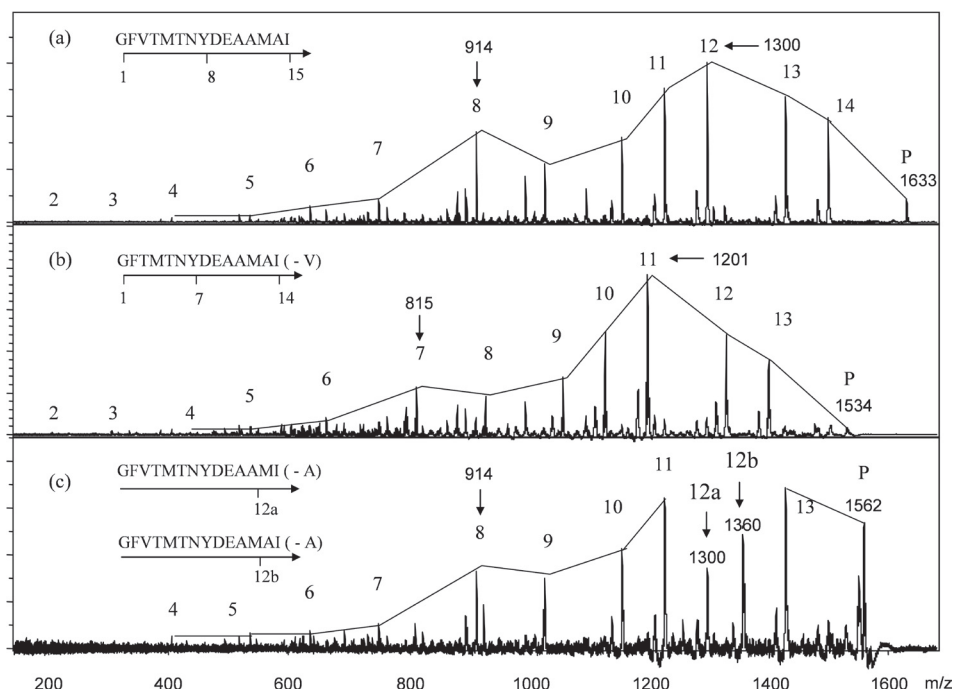 (a)
GFVTMTNYDEAAMAI
1 8 15
2 3 4 5 6 7 8 9 10 11 12 13 14 P
914
1300
1633
(b)
GFTMTNYDEAAMAI ( - V)
1 7 14
2 3 4 5 6 7 8 9 10 11 12 13 P
815
1201
1534
(c)
GFVTMTNYDEAAMI ( - A)
12a
GFVTMTNYDEAMAI ( - A)
12b
4 5 6 7 8 9 10 11 12a 12b 13 P
914
1300
1360
1562
200 400 600 800 1000 1200 1400 1600 m/z